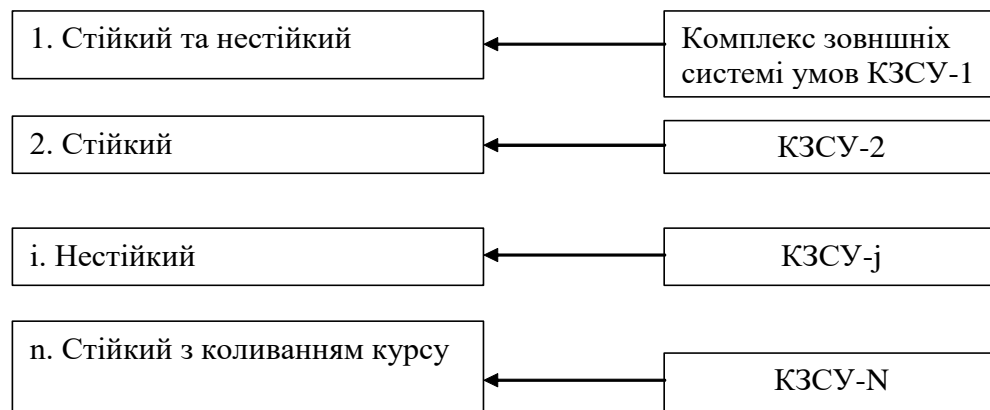 1. Стійкий та нестійкий
Комплекс зовншніх
системі умов КЗСУ-1
2. Стійкий
КЗСУ-2
і. Нестійкий
КЗСУ-j
n. Стійкий з коливанням курсу
КЗСУ-N